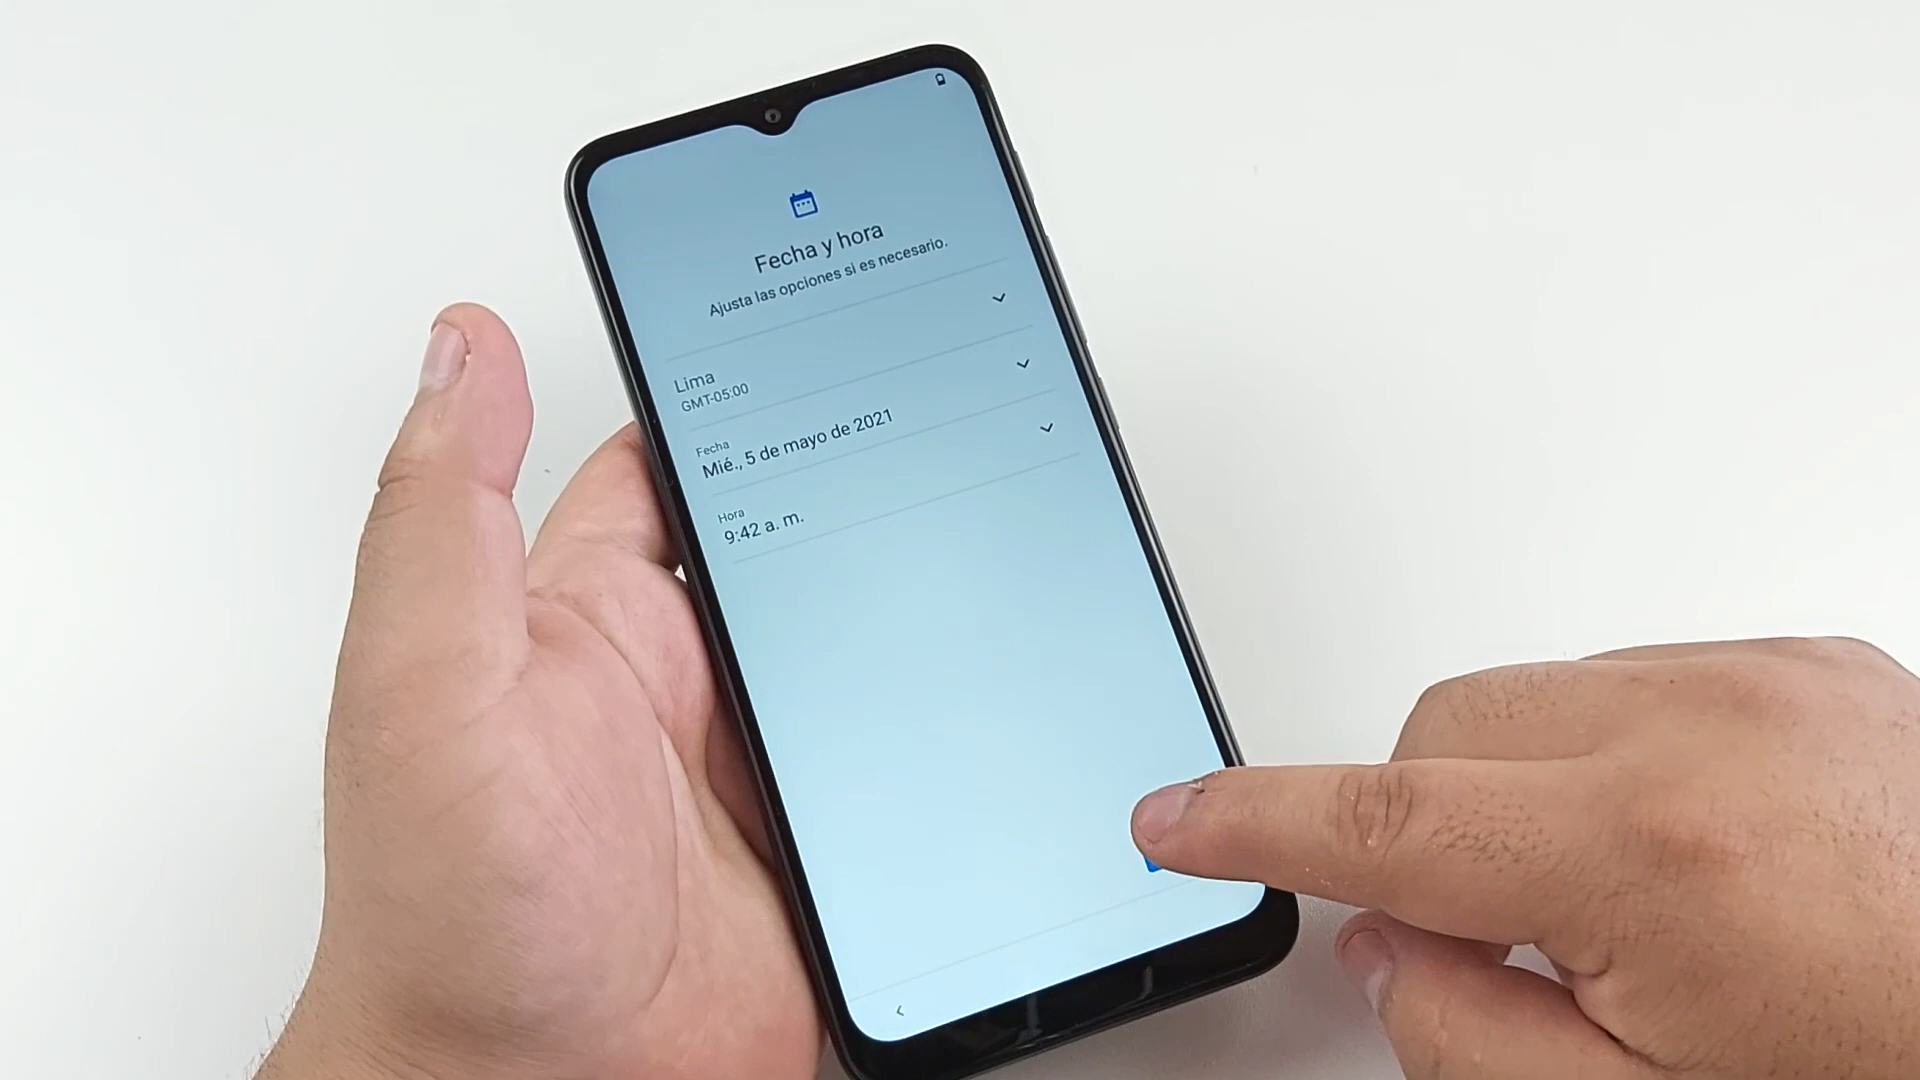 Fecha y hora
Ajusta las opciones si es necesario.
Lima
GMT-05:00
Fecha
Mié., 5 de mayo de 2021
Hora
9:42 a. m.